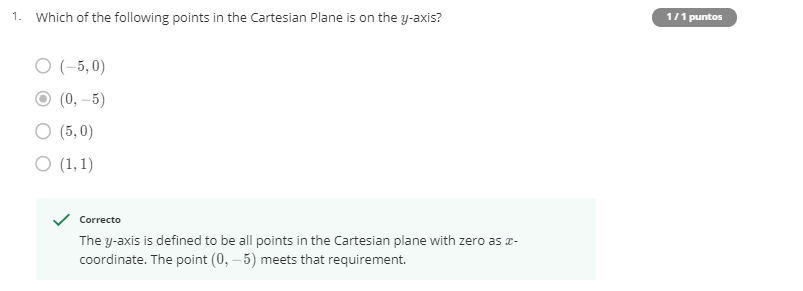 1. Which of the following points in the Cartesian Plane is on the y-axis?
1 / 1 puntos
(−5, 0)
(0, −5)
(5, 0)
(1, 1)
Correcto
The y-axis is defined to be all points in the Cartesian plane with zero as x-
coordinate. The point (0, −5) meets that requirement.